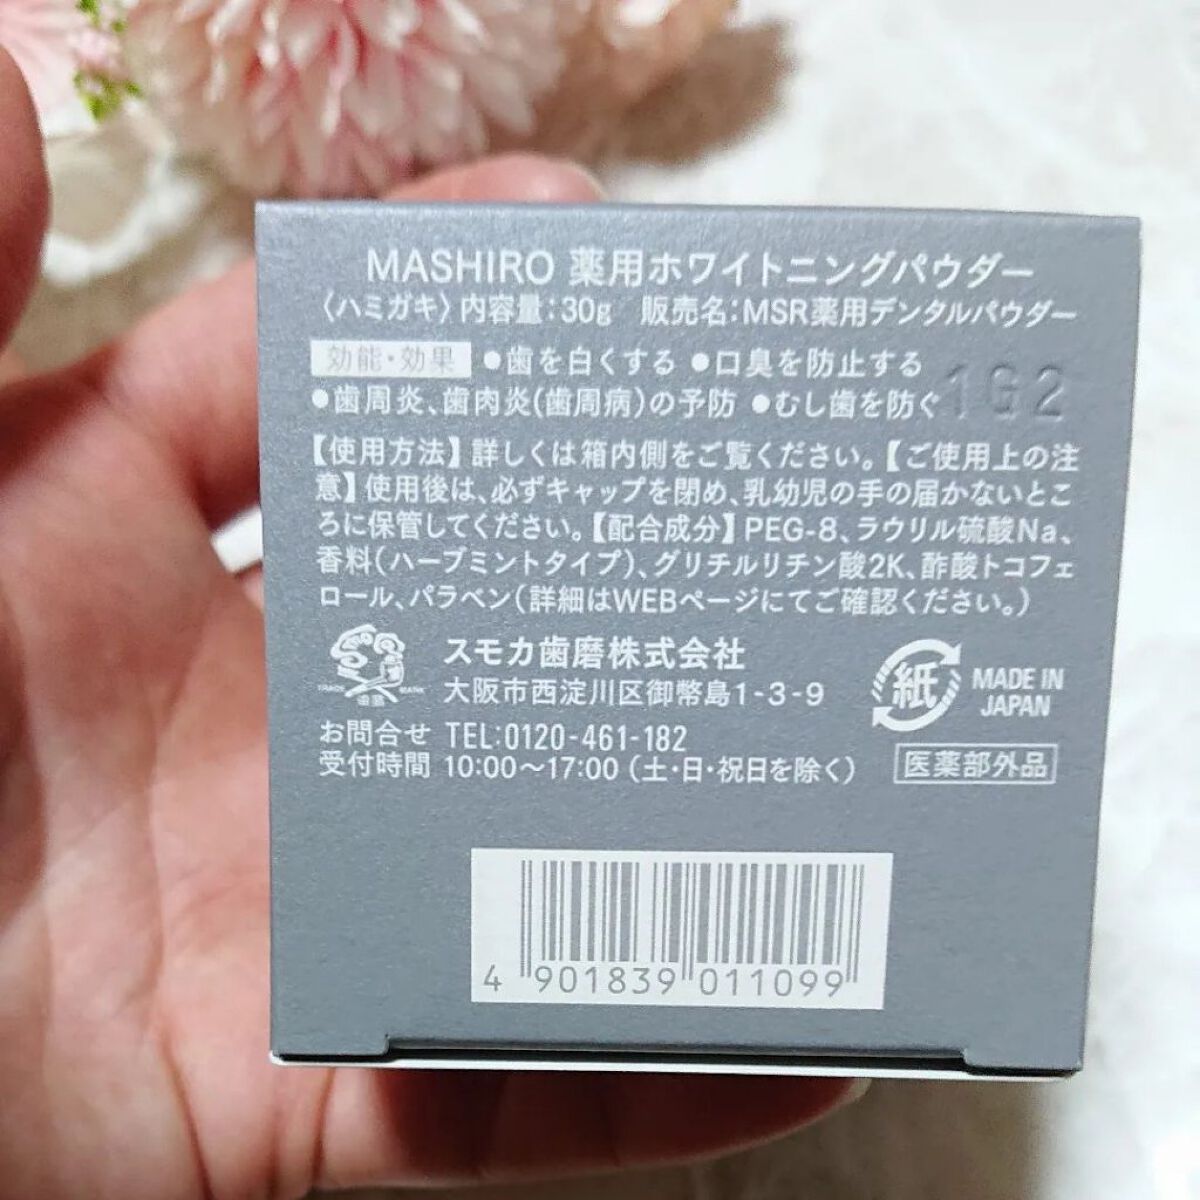 MASHIRO 薬用ホワイトニングパウダー
〈ハミガキ〉内容量:30g 販売名:MSR薬用デンタルパウダー
効能・効果 ●歯を白くする ●口臭を防止する
●歯周炎、歯肉炎(歯周病)の予防 ●むし歯を防ぐ
1G2
【使用方法】詳しくは箱内側をご覧ください。【ご使用上の注
意】使用後は、必ずキャップを閉め、乳幼児の手の届かないとこ
ろに保管してください。【配合成分】PEG-8、ラウリル硫酸Na、
香料(ハーブミントタイプ)、グリチルリチン酸2K、酢酸トコフェ
ロール、パラベン(詳細はWEBページにてご確認ください。)
TRADE MARK
スモカ歯磨株式会社
大阪市西淀川区御幣島1-3-9
お問合せ TEL:0120-461-182
受付時間 10:00～17:00(土・日・祝日を除く)
紙
MADE IN
JAPAN
医薬部外品
4 901839 011099